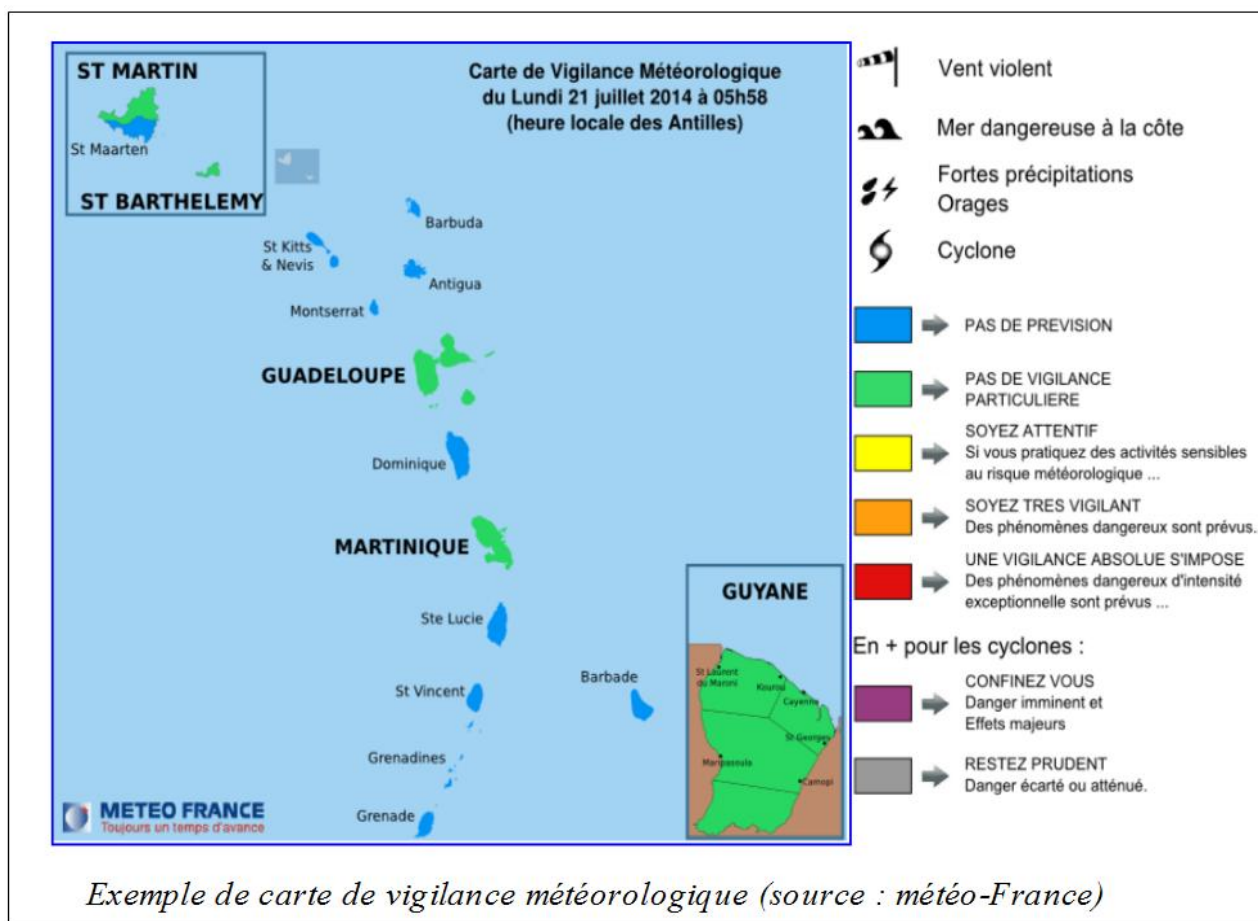 Carte de Vigilance Météorologique
du Lundi 21 juillet 2014 à 05h58
(heure locale des Antilles)
ST MARTIN
St Maarten
ST BARTHELEMY
Barbuda
St Kitts
& Nevis
Antigua
Montserrat
GUADELOUPE
Dominique
MARTINIQUE
Ste Lucie
St Vincent
Barbade
Grenadines
Grenade
GUYANE
St Laurent
du Maroni
Kourou
Cayenne
St Georges
Maripasoula
Camopi
METEO FRANCE
Toujours un temps d'avance
Vent violent
Mer dangereuse à la côte
Fortes précipitations
Orages
Cyclone
PAS DE PREVISION
PAS DE VIGILANCE
PARTICULIERE
SOYEZ ATTENTIF
Si vous pratiquez des activités sensibles
au risque météorologique ...
SOYEZ TRES VIGILANT
Des phénomènes dangereux sont prévus.
UNE VIGILANCE ABSOLUE S'IMPOSE
Des phénomènes dangereux d'intensité
exceptionnelle sont prévus ...
En + pour les cyclones :
CONFINEZ VOUS
Danger imminent et
Effets majeurs
RESTEZ PRUDENT
Danger écarté ou atténué.
Exemple de carte de vigilance météorologique (source : météo-France)